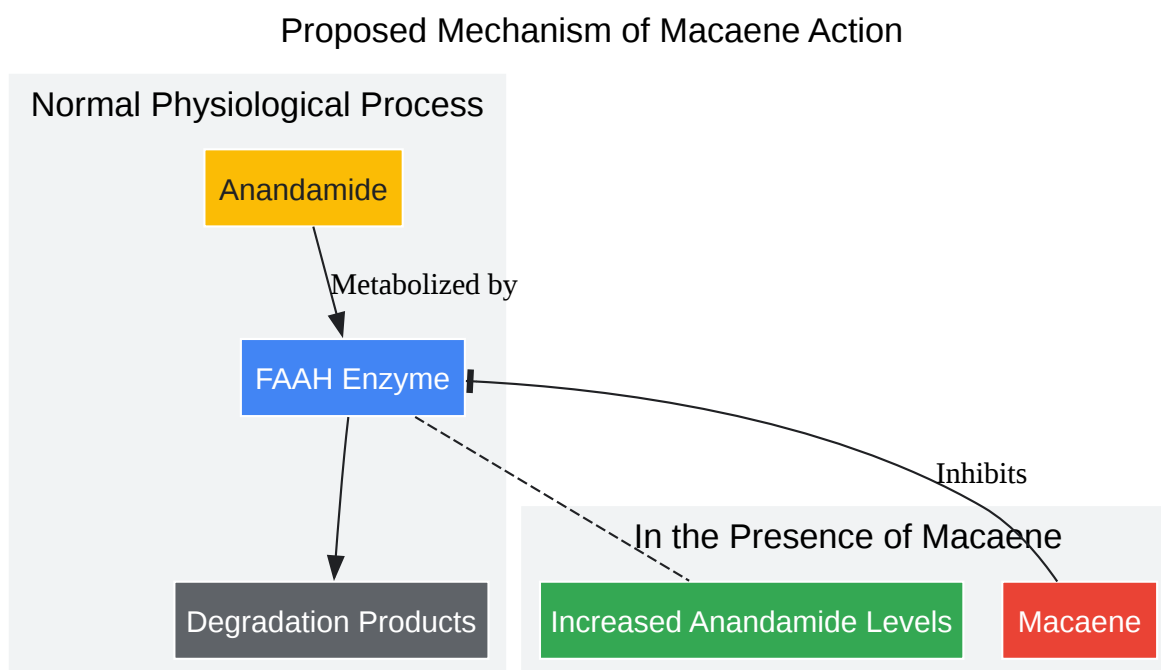 Proposed Mechanism of Macaene Action
Normal Physiological Process
Anandamide
Metabolized by
FAAH Enzyme
Inhibits
In the Presence of Macaene
Degradation Products
Increased Anandamide Levels
Macaene